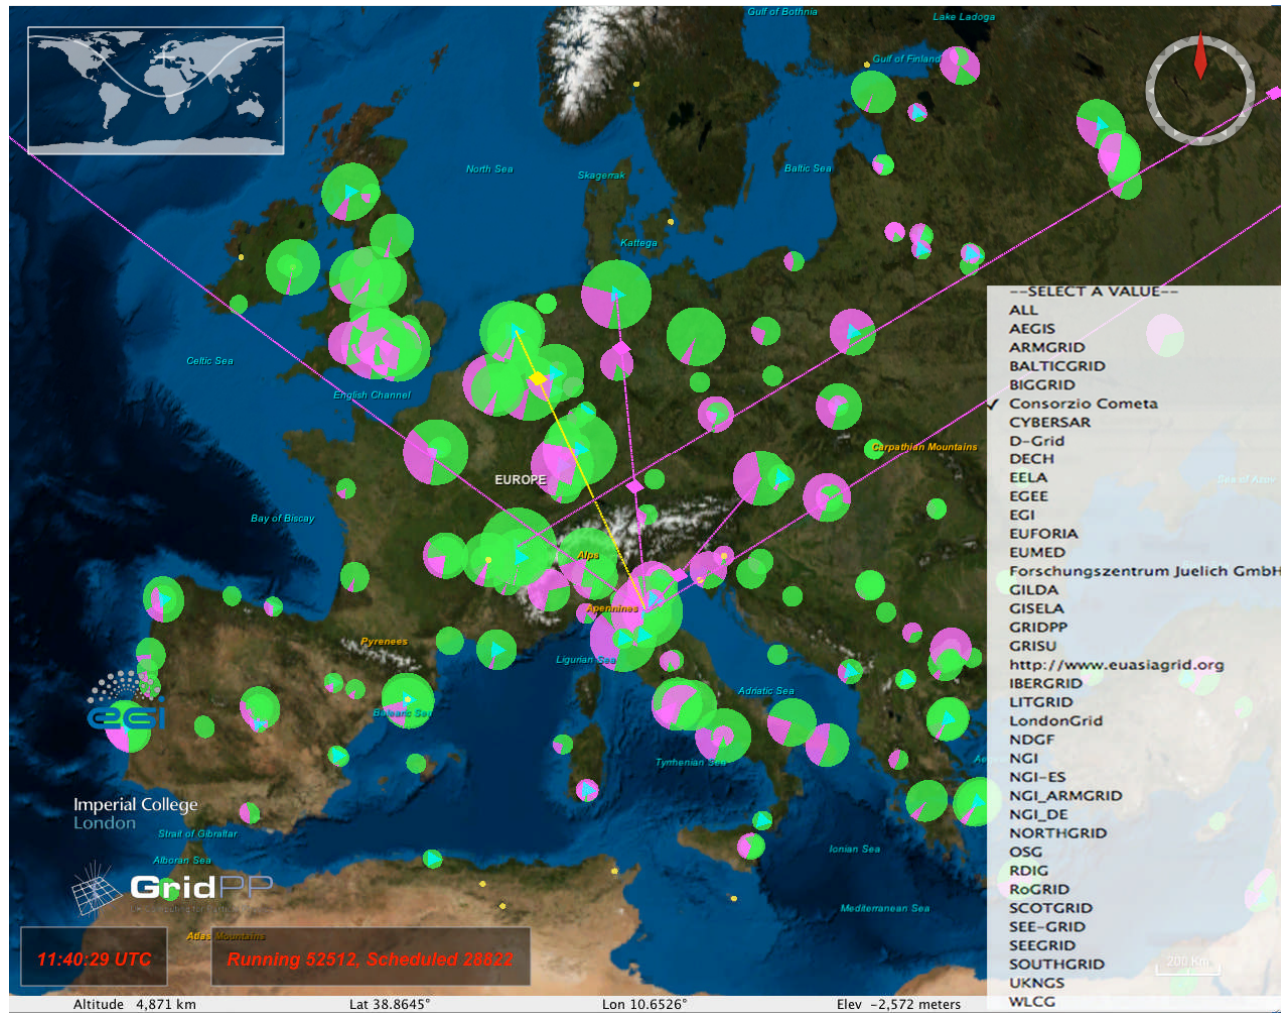 Gulf of Bothnia
Lake Ladoga
Gulf of Finland
North Sea
Skagerrak
Baltic Sea
Kattega
Celtic Sea
English Channel
EUROPE
Carpathian Mountains
Bay of Biscay
Alps
Apennines
Pyrenees
Ligurian Sea
Adriatic Sea
Balearic Sea
Tyrrhenian Sea
egi
Imperial College
London
Strait of Gibraltar
Alboran Sea
Ionian Sea
GridPP
Mediterranean Sea
Atlas Mountains
11:40:29 UTC
Running 52512, Scheduled 28822
200 Km
Altitude 4,871 km
Lat 38.8645°
Lon 10.6526°
Elev -2,572 meters
--SELECT A VALUE--
ALL
AEGIS
ARMGRID
BALTICGRID
BIGGRID
✓ Consorzio Cometa
CYBERSAR
D-Grid
DECH
EELA
EGEE
EGI
EUFORIA
EUMED
Forschungszentrum Juelich GmbH
GILDA
GISELA
GRIDPP
GRISU
http://www.euasiagrid.org
IBERGRID
LITGRID
LondonGrid
NDGF
NGI
NGI-ES
NGI_ARMGRID
NGI_DE
NORTHGRID
OSG
RDIG
RoGRID
SCOTGRID
SEE-GRID
SEEGRID
SOUTHGRID
UKNGS
WLCG